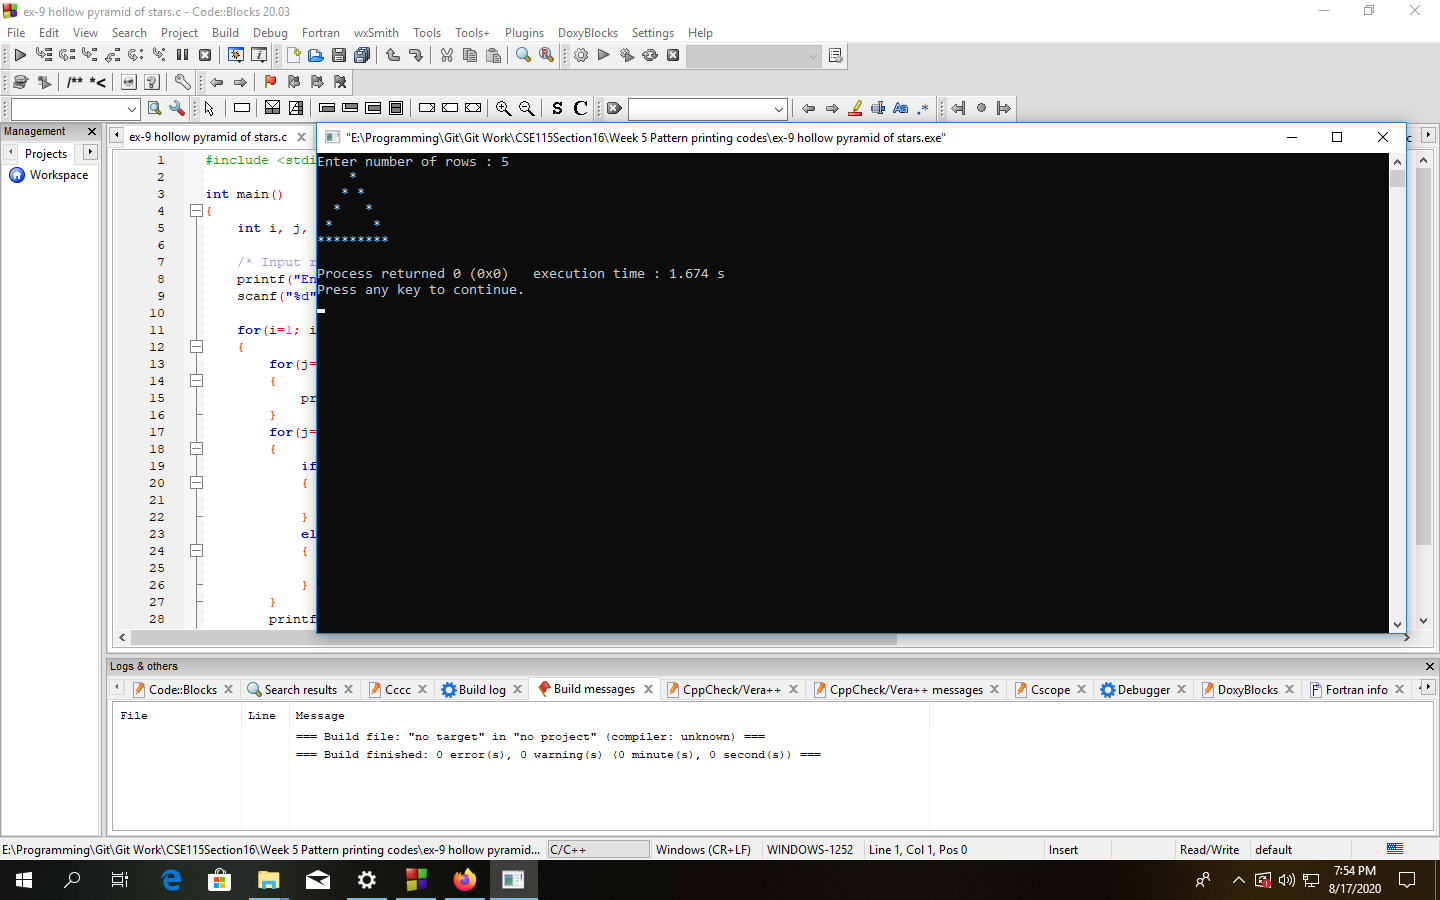 ex-9 hollow pyramid of stars.c - Code::Blocks 20.03
File Edit View Search Project Build Debug Fortran wxSmith Tools Tools+ Plugins DoxyBlocks Settings Help
/** *<
S C
Aa .*
Management
Projects
Workspace
ex-9 hollow pyramid of stars.c
c
1 #include <stdi
2
3 int main()
4 {
5 int i, j,
6
7 /* Input r
8 printf("En
9 scanf("%d"
10
11 for(i=1; i
12 {
13 for(j=
14 {
15 pr
16 }
17 for(j=
18 {
19 if
20 {
21
22 }
23 el
24 {
25
26 }
27 }
28 printf
"E:\Programming\Git\Git Work\CSE115Section16\Week 5 Pattern printing codes\ex-9 hollow pyramid of stars.exe"
Enter number of rows : 5
    *
   * *
  *   *
 *     *
*********
Process returned 0 (0x0)   execution time : 1.674 s
Press any key to continue.
Logs & others
Code::Blocks Search results Cccc Build log Build messages CppCheck/Vera++ CppCheck/Vera++ messages Cscope Debugger DoxyBlocks Fortran info
File Line Message
=== Build file: "no target" in "no project" (compiler: unknown) ===
=== Build finished: 0 error(s), 0 warning(s) (0 minute(s), 0 second(s)) ===
E:\Programming\Git\Git Work\CSE115Section16\Week 5 Pattern printing codes\ex-9 hollow pyramid... C/C++ Windows (CR+LF) WINDOWS-1252 Line 1, Col 1, Pos 0 Insert Read/Write default
7:54 PM
8/17/2020